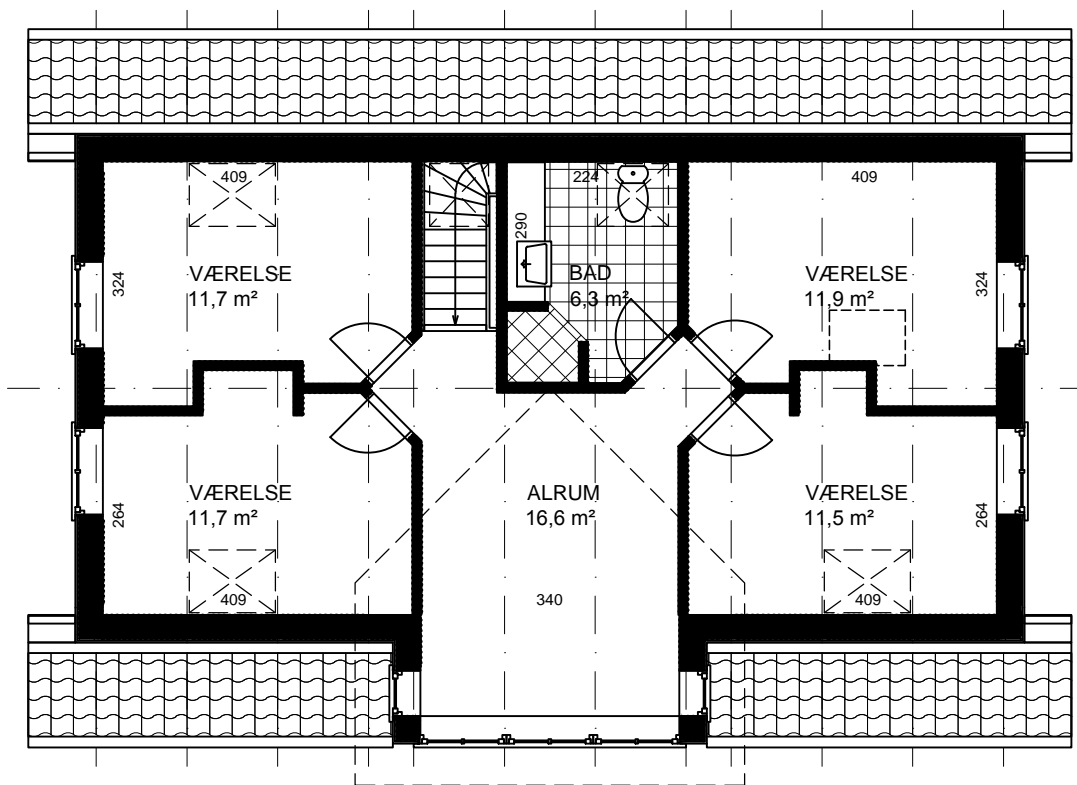 409
224
409
290
324
VÆRELSE
11,7 m²
BAD
6,3 m²
VÆRELSE
11,9 m²
324
264
VÆRELSE
11,7 m²
ALRUM
16,6 m²
VÆRELSE
11,5 m²
264
409
340
409